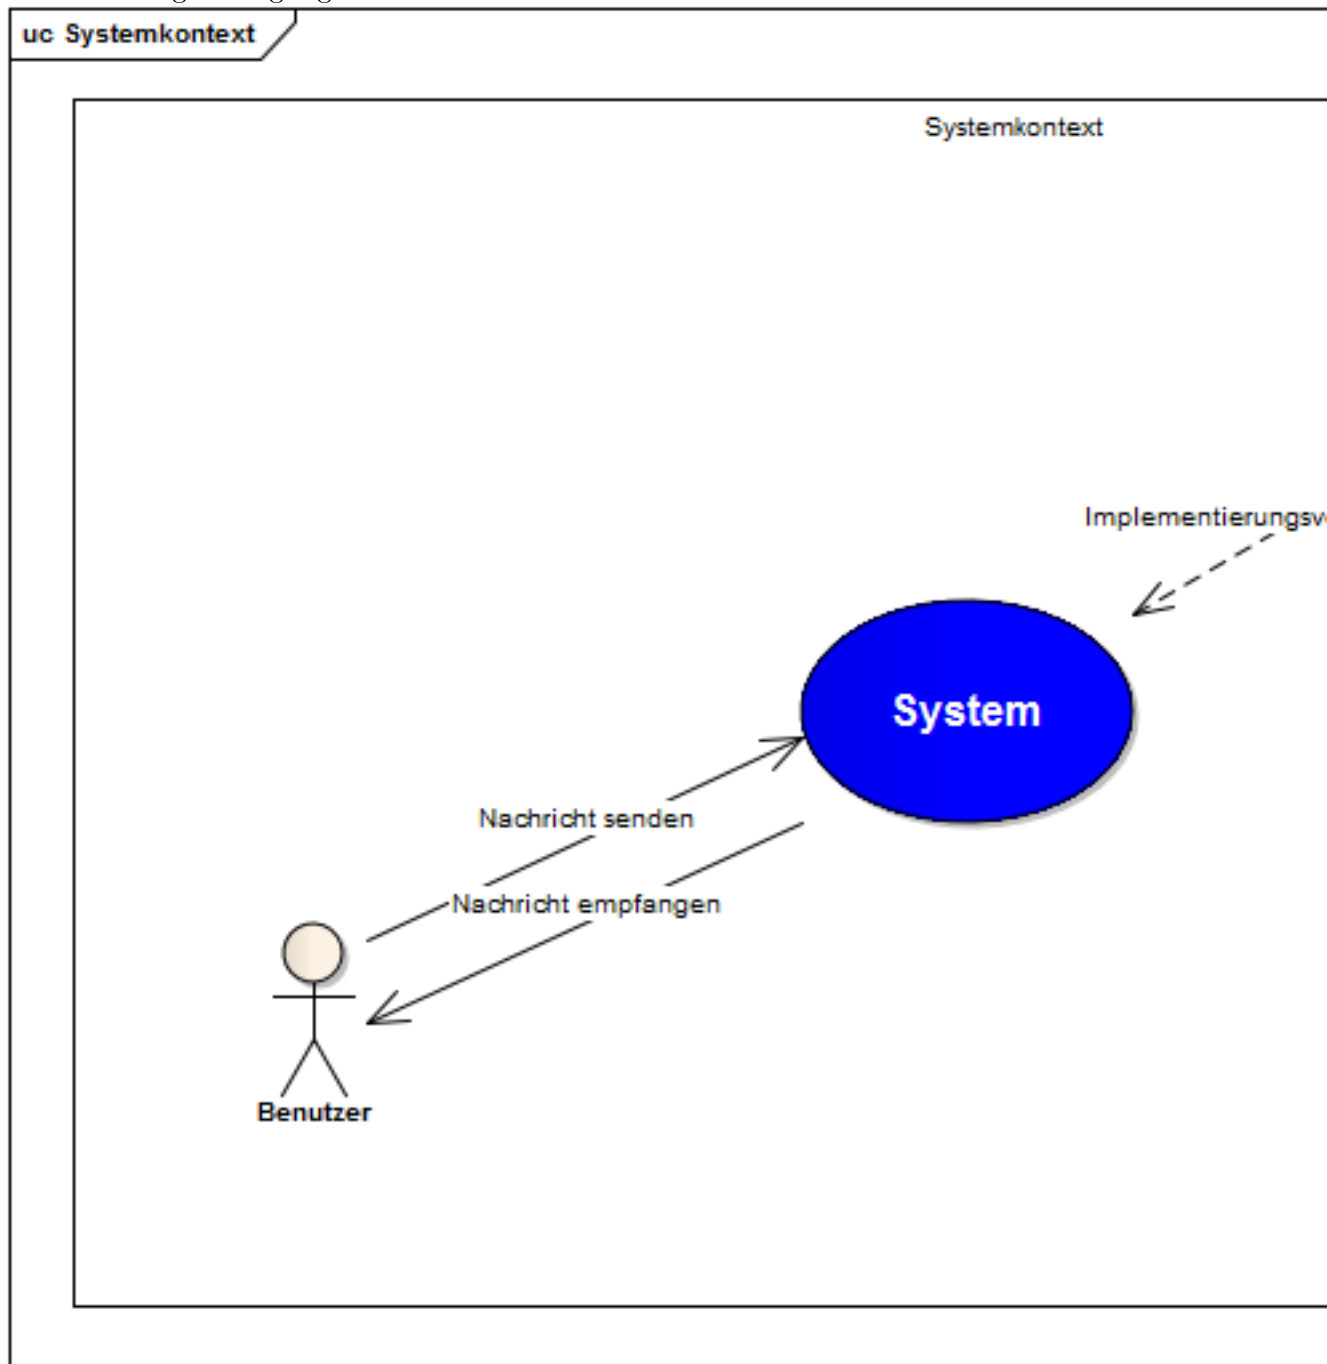 uc Systemkontext
Systemkontext
System
Nachricht senden
Nachricht empfangen
Benutzer